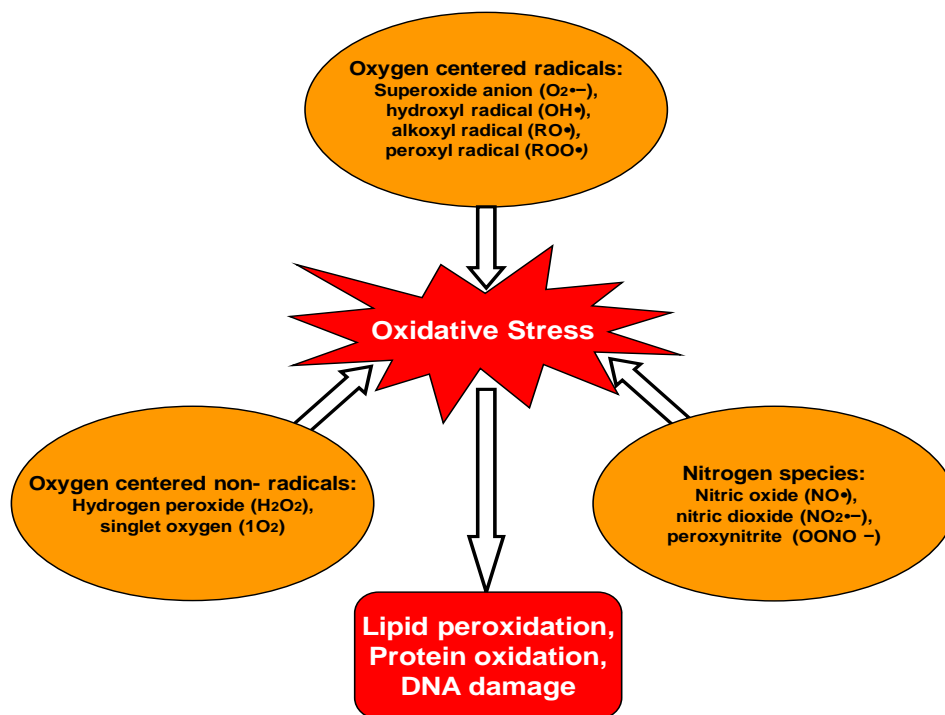 Oxygen centered radicals:
Superoxide anion (O2•−),
hydroxyl radical (OH•),
alkoxyl radical (RO•),
peroxyl radical (ROO•)
Oxidative Stress
Oxygen centered non- radicals:
Hydrogen peroxide (H2O2),
singlet oxygen (1O2)
Nitrogen species:
Nitric oxide (NO•),
nitric dioxide (NO2•−),
peroxynitrite (OONO −)
Lipid peroxidation,
Protein oxidation,
DNA damage